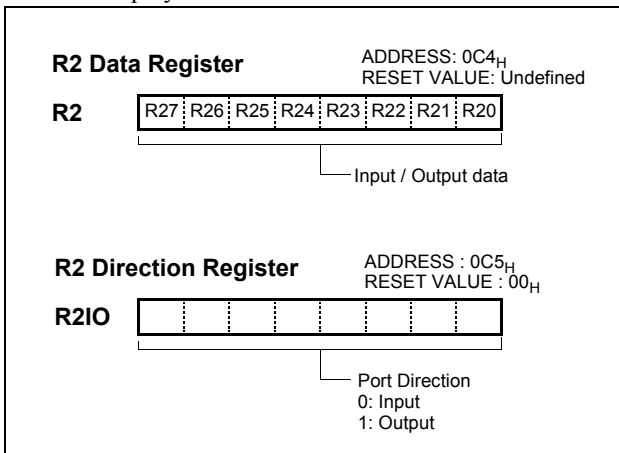 R2 Data Register
ADDRESS: 0C4H
RESET VALUE: Undefined
R2
R27 R26 R25 R24 R23 R22 R21 R20
Input / Output data
R2 Direction Register
ADDRESS : 0C5H
RESET VALUE : 00H
R2IO
Port Direction
0: Input
1: Output